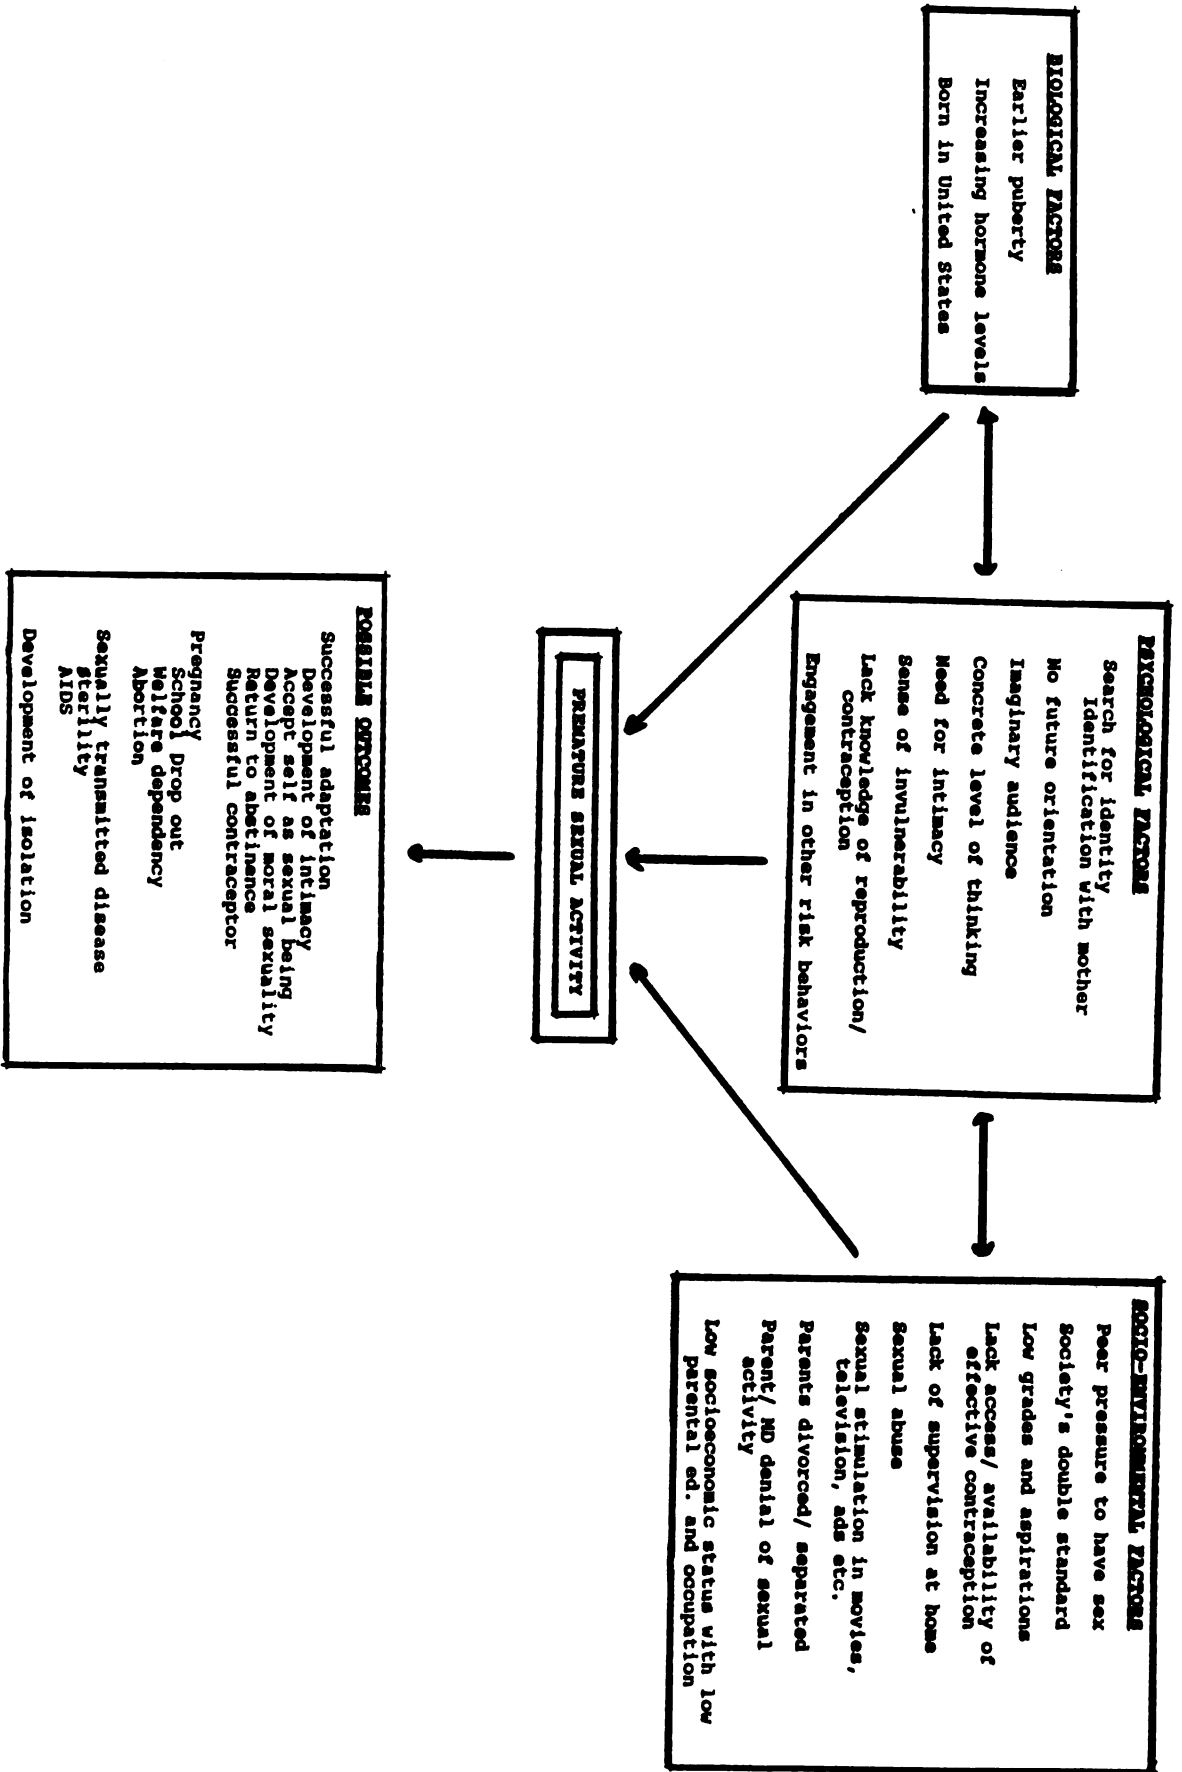 BIOLOGICAL FACTORS
Earlier puberty
Increasing hormone levels
Born in United States
PSYCHOLOGICAL FACTORS
Search for identity
Identification with mother
No future orientation
Imaginary audience
Concrete level of thinking
Need for intimacy
Sense of invulnerability
Lack knowledge of reproduction/
contraception
Engagement in other risk behaviors
SOCIO-ENVIRONMENTAL FACTORS
Peer pressure to have sex
Society's double standard
Low grades and aspirations
Lack access/ availability of
effective contraception
Lack of supervision at home
Sexual abuse
Sexual stimulation in movies,
television, ads etc.
Parents divorced/ separated
Parent/ MD denial of sexual
activity
Low socioeconomic status with low
parental ed. and occupation
PREMATURE SEXUAL ACTIVITY
POSSIBLE OUTCOMES
Successful adaptation
Development of intimacy
Accept self as sexual being
Development of moral sexuality
Return to abstinence
Successful contraceptor
Pregnancy
School Drop out
Welfare dependency
Abortion
Sexually transmitted disease
Sterility
AIDS
Development of isolation